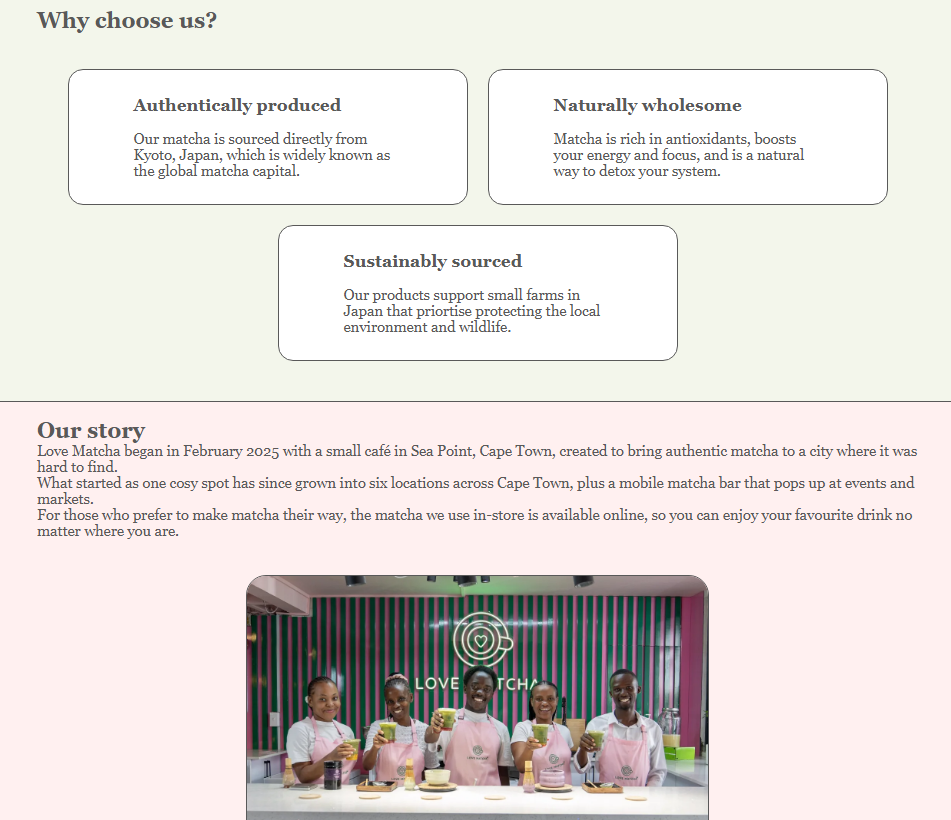 Why choose us?
Authentically produced
Our matcha is sourced directly from
Kyoto, Japan, which is widely known as
the global matcha capital.
Naturally wholesome
Matcha is rich in antioxidants, boosts
your energy and focus, and is a natural
way to detox your system.
Sustainably sourced
Our products support small farms in
Japan that priortise protecting the local
environment and wildlife.
Our story
Love Matcha began in February 2025 with a small café in Sea Point, Cape Town, created to bring authentic matcha to a city where it was
hard to find.
What started as one cosy spot has since grown into six locations across Cape Town, plus a mobile matcha bar that pops up at events and
markets.
For those who prefer to make matcha their way, the matcha we use in-store is available online, so you can enjoy your favourite drink no
matter where you are.
LOVE TCHA